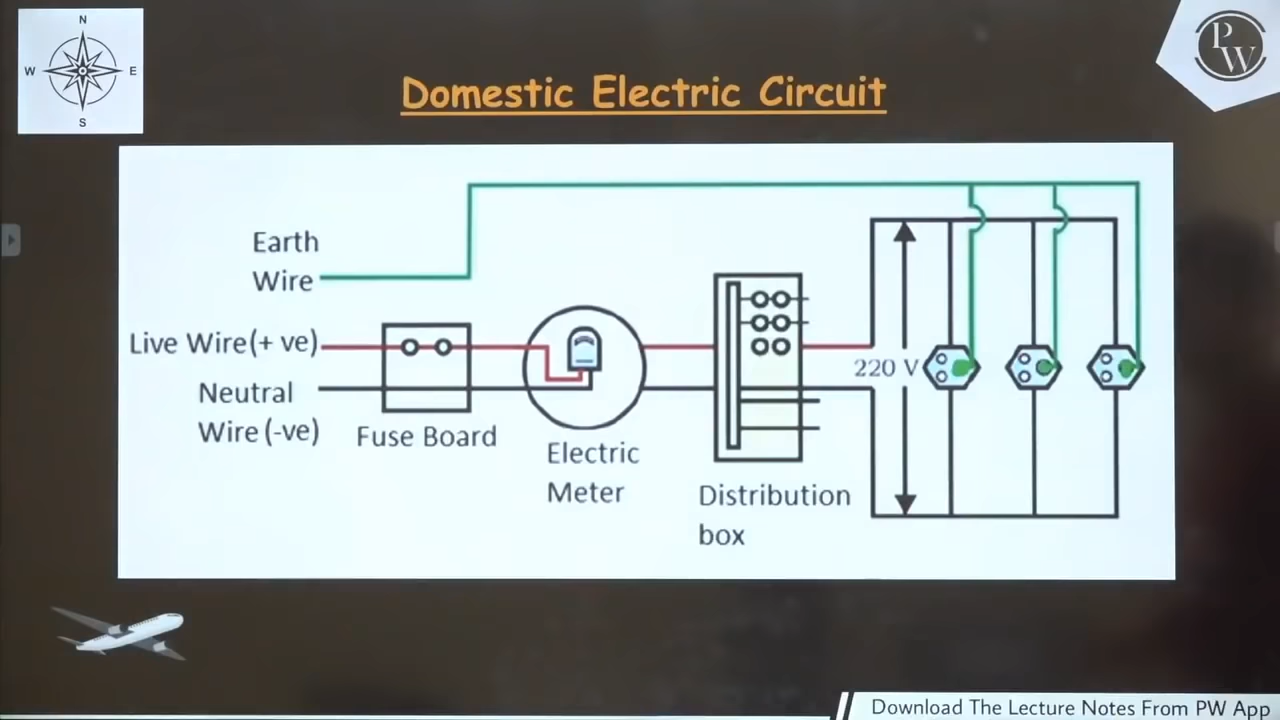 N
W E
S
PW
Domestic Electric Circuit
Earth
Wire
Live Wire(+ ve)
Neutral
Wire (-ve)
Fuse Board
Electric
Meter
Distribution
box
220 V
Download The Lecture Notes From PW App